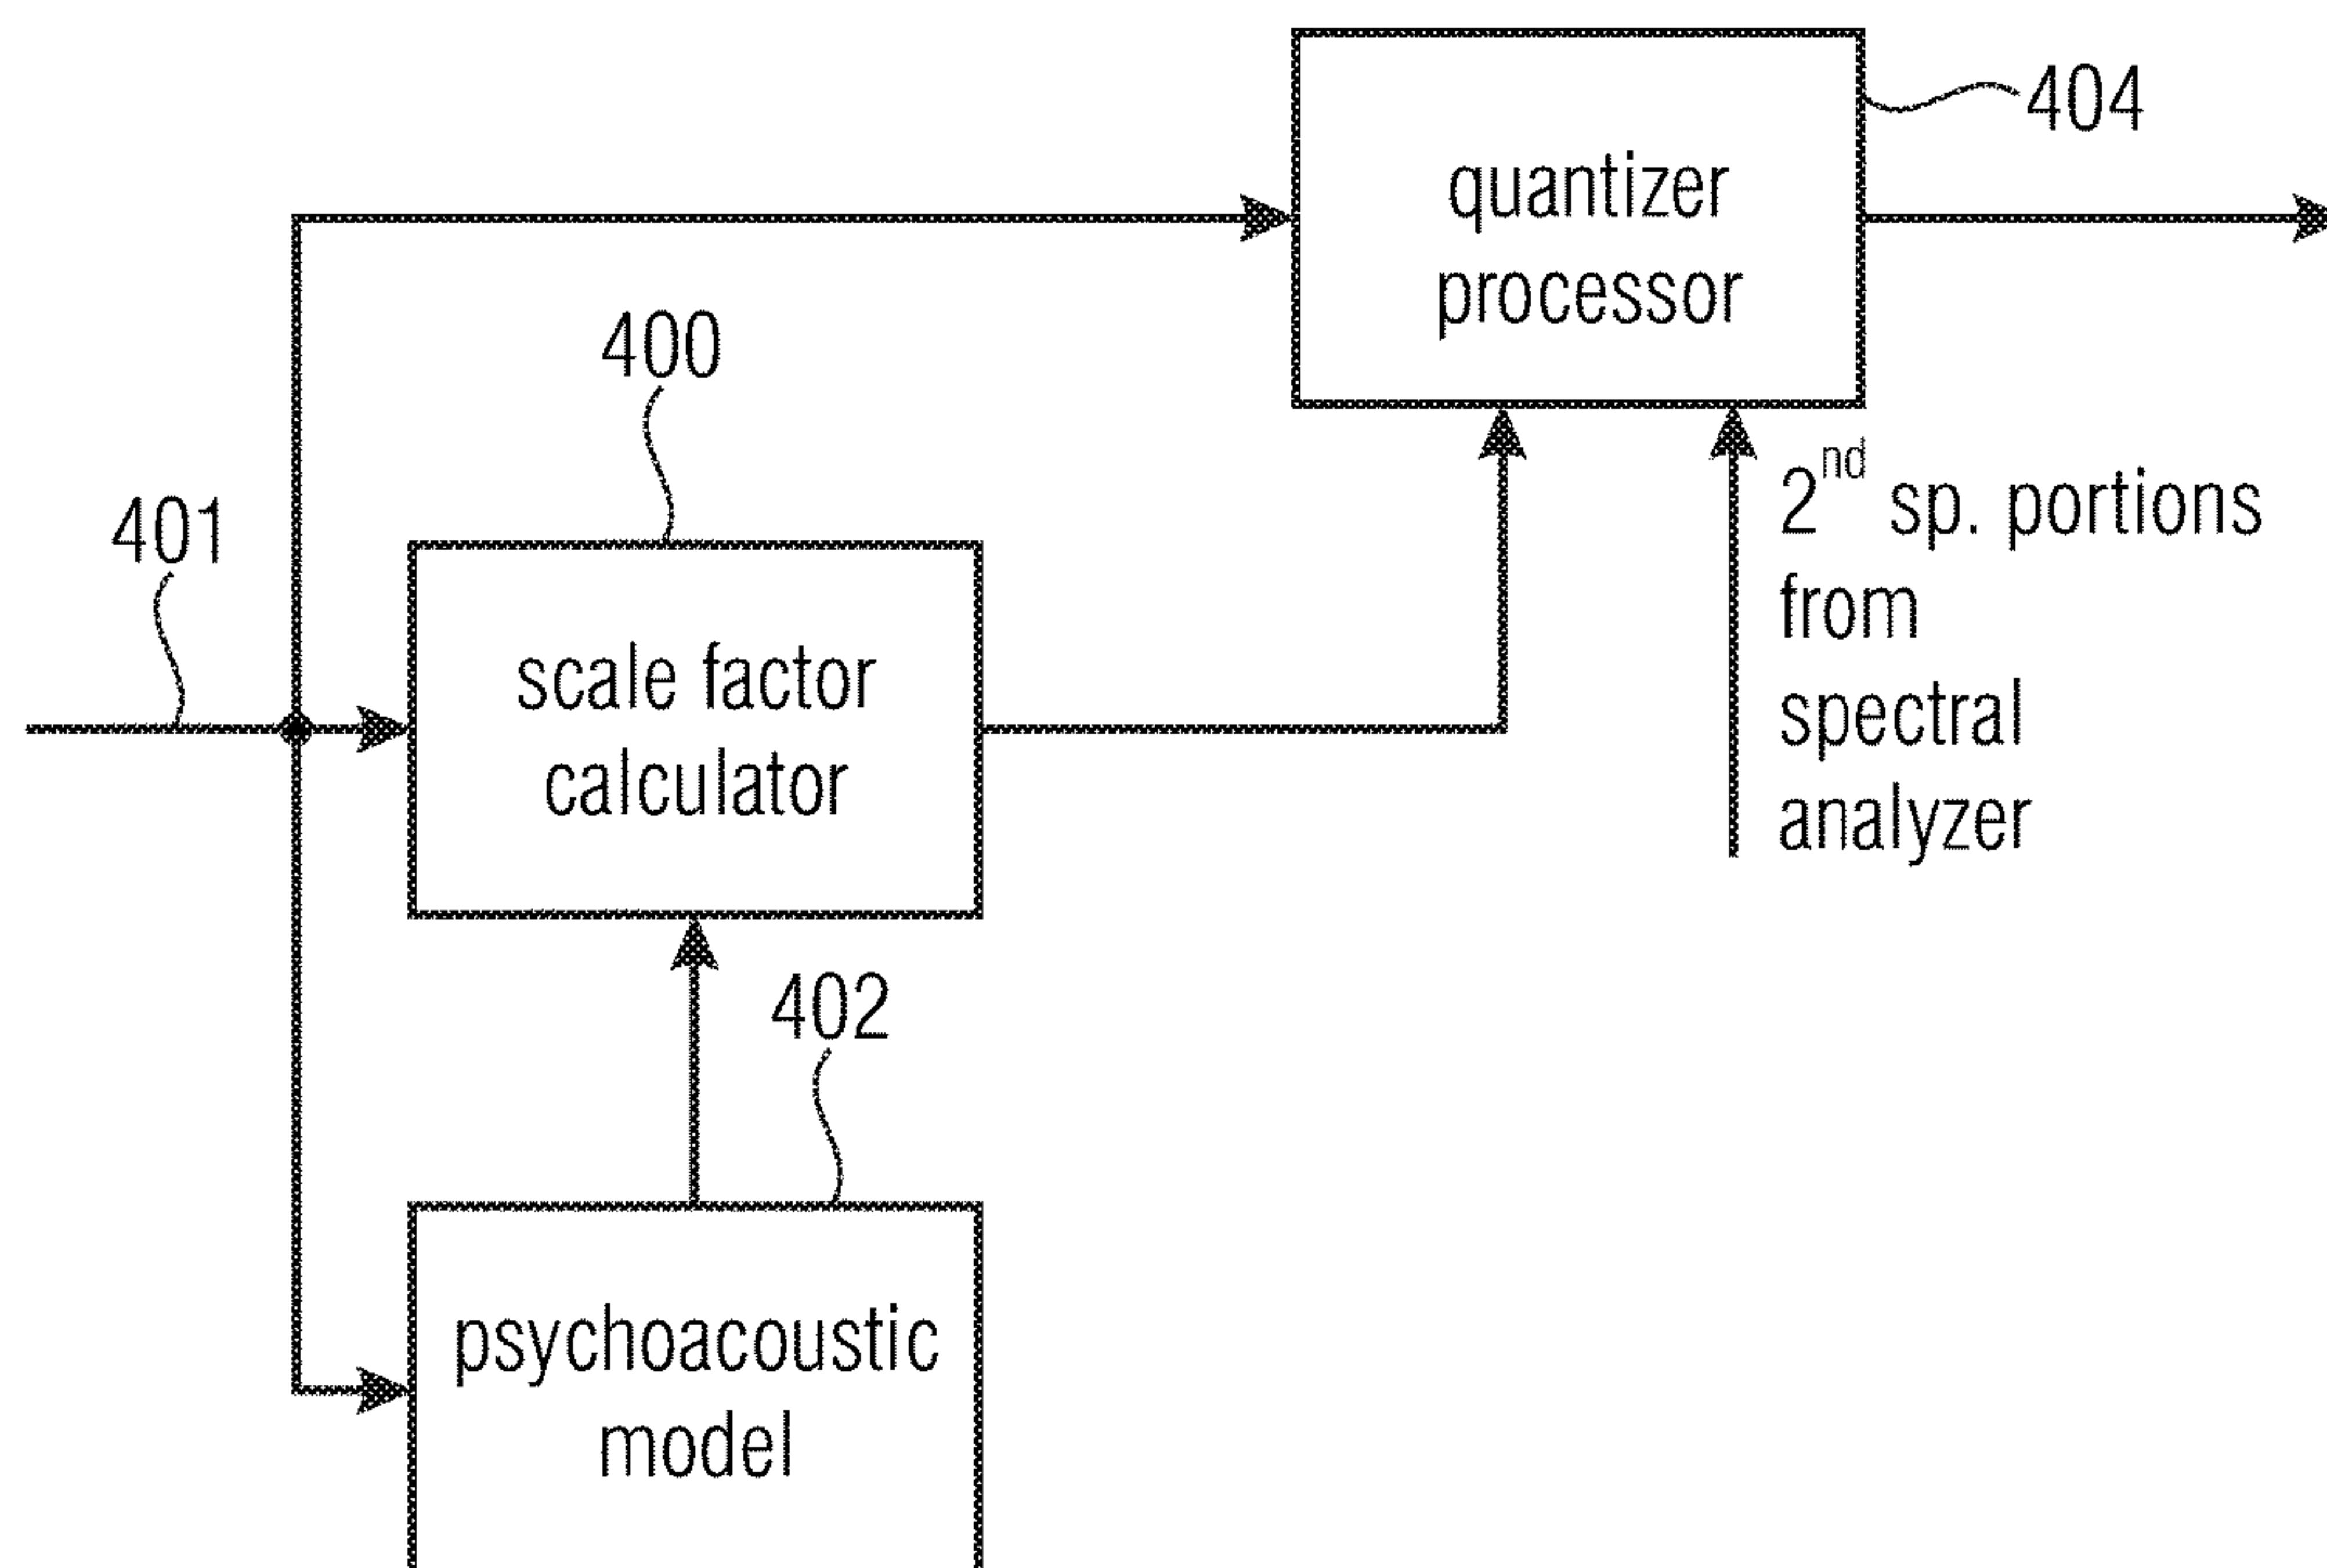 404
quantizer
processor
400
401
2nd sp. portions
from
spectral
analyzer
scale factor
calculator
402
psychoacoustic
model